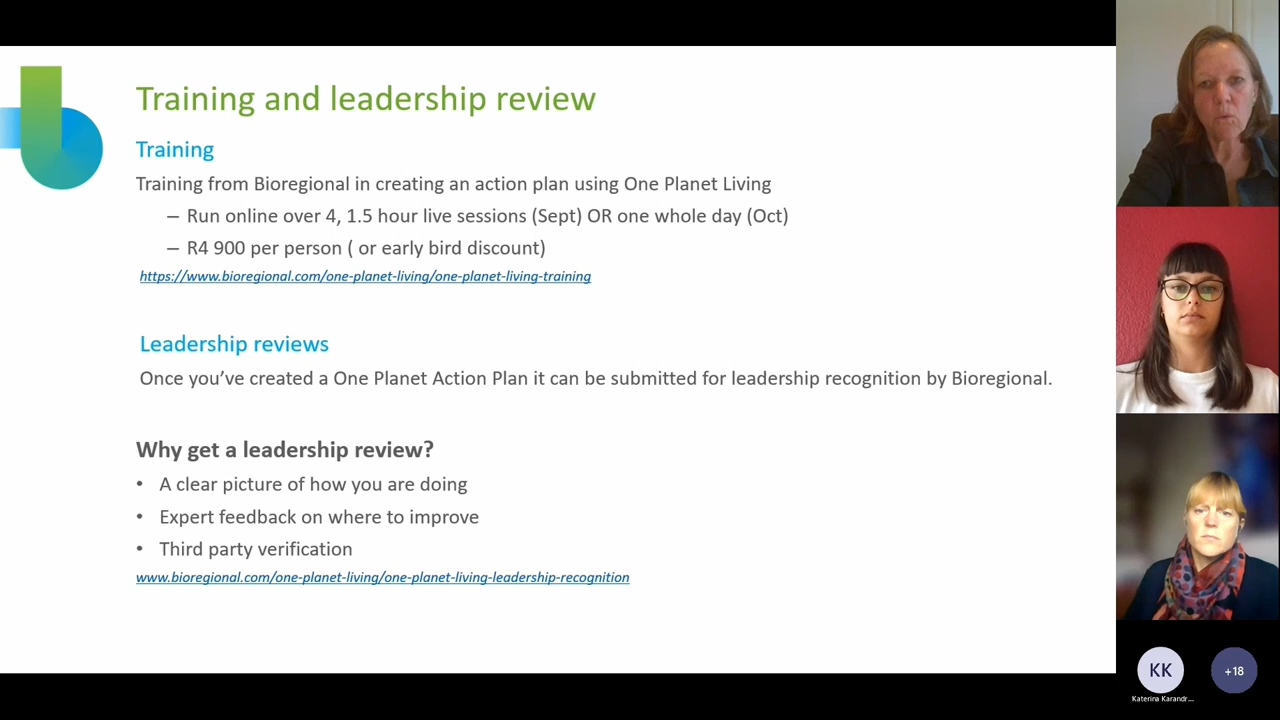 Training and leadership review
Training
Training from Bioregional in creating an action plan using One Planet Living
– Run online over 4, 1.5 hour live sessions (Sept) OR one whole day (Oct)
– R4 900 per person ( or early bird discount)
https://www.bioregional.com/one-planet-living/one-planet-living-training
Leadership reviews
Once you’ve created a One Planet Action Plan it can be submitted for leadership recognition by Bioregional.
Why get a leadership review?
• A clear picture of how you are doing
• Expert feedback on where to improve
• Third party verification
www.bioregional.com/one-planet-living/one-planet-living-leadership-recognition
KK
+18
Katerina Karandr...